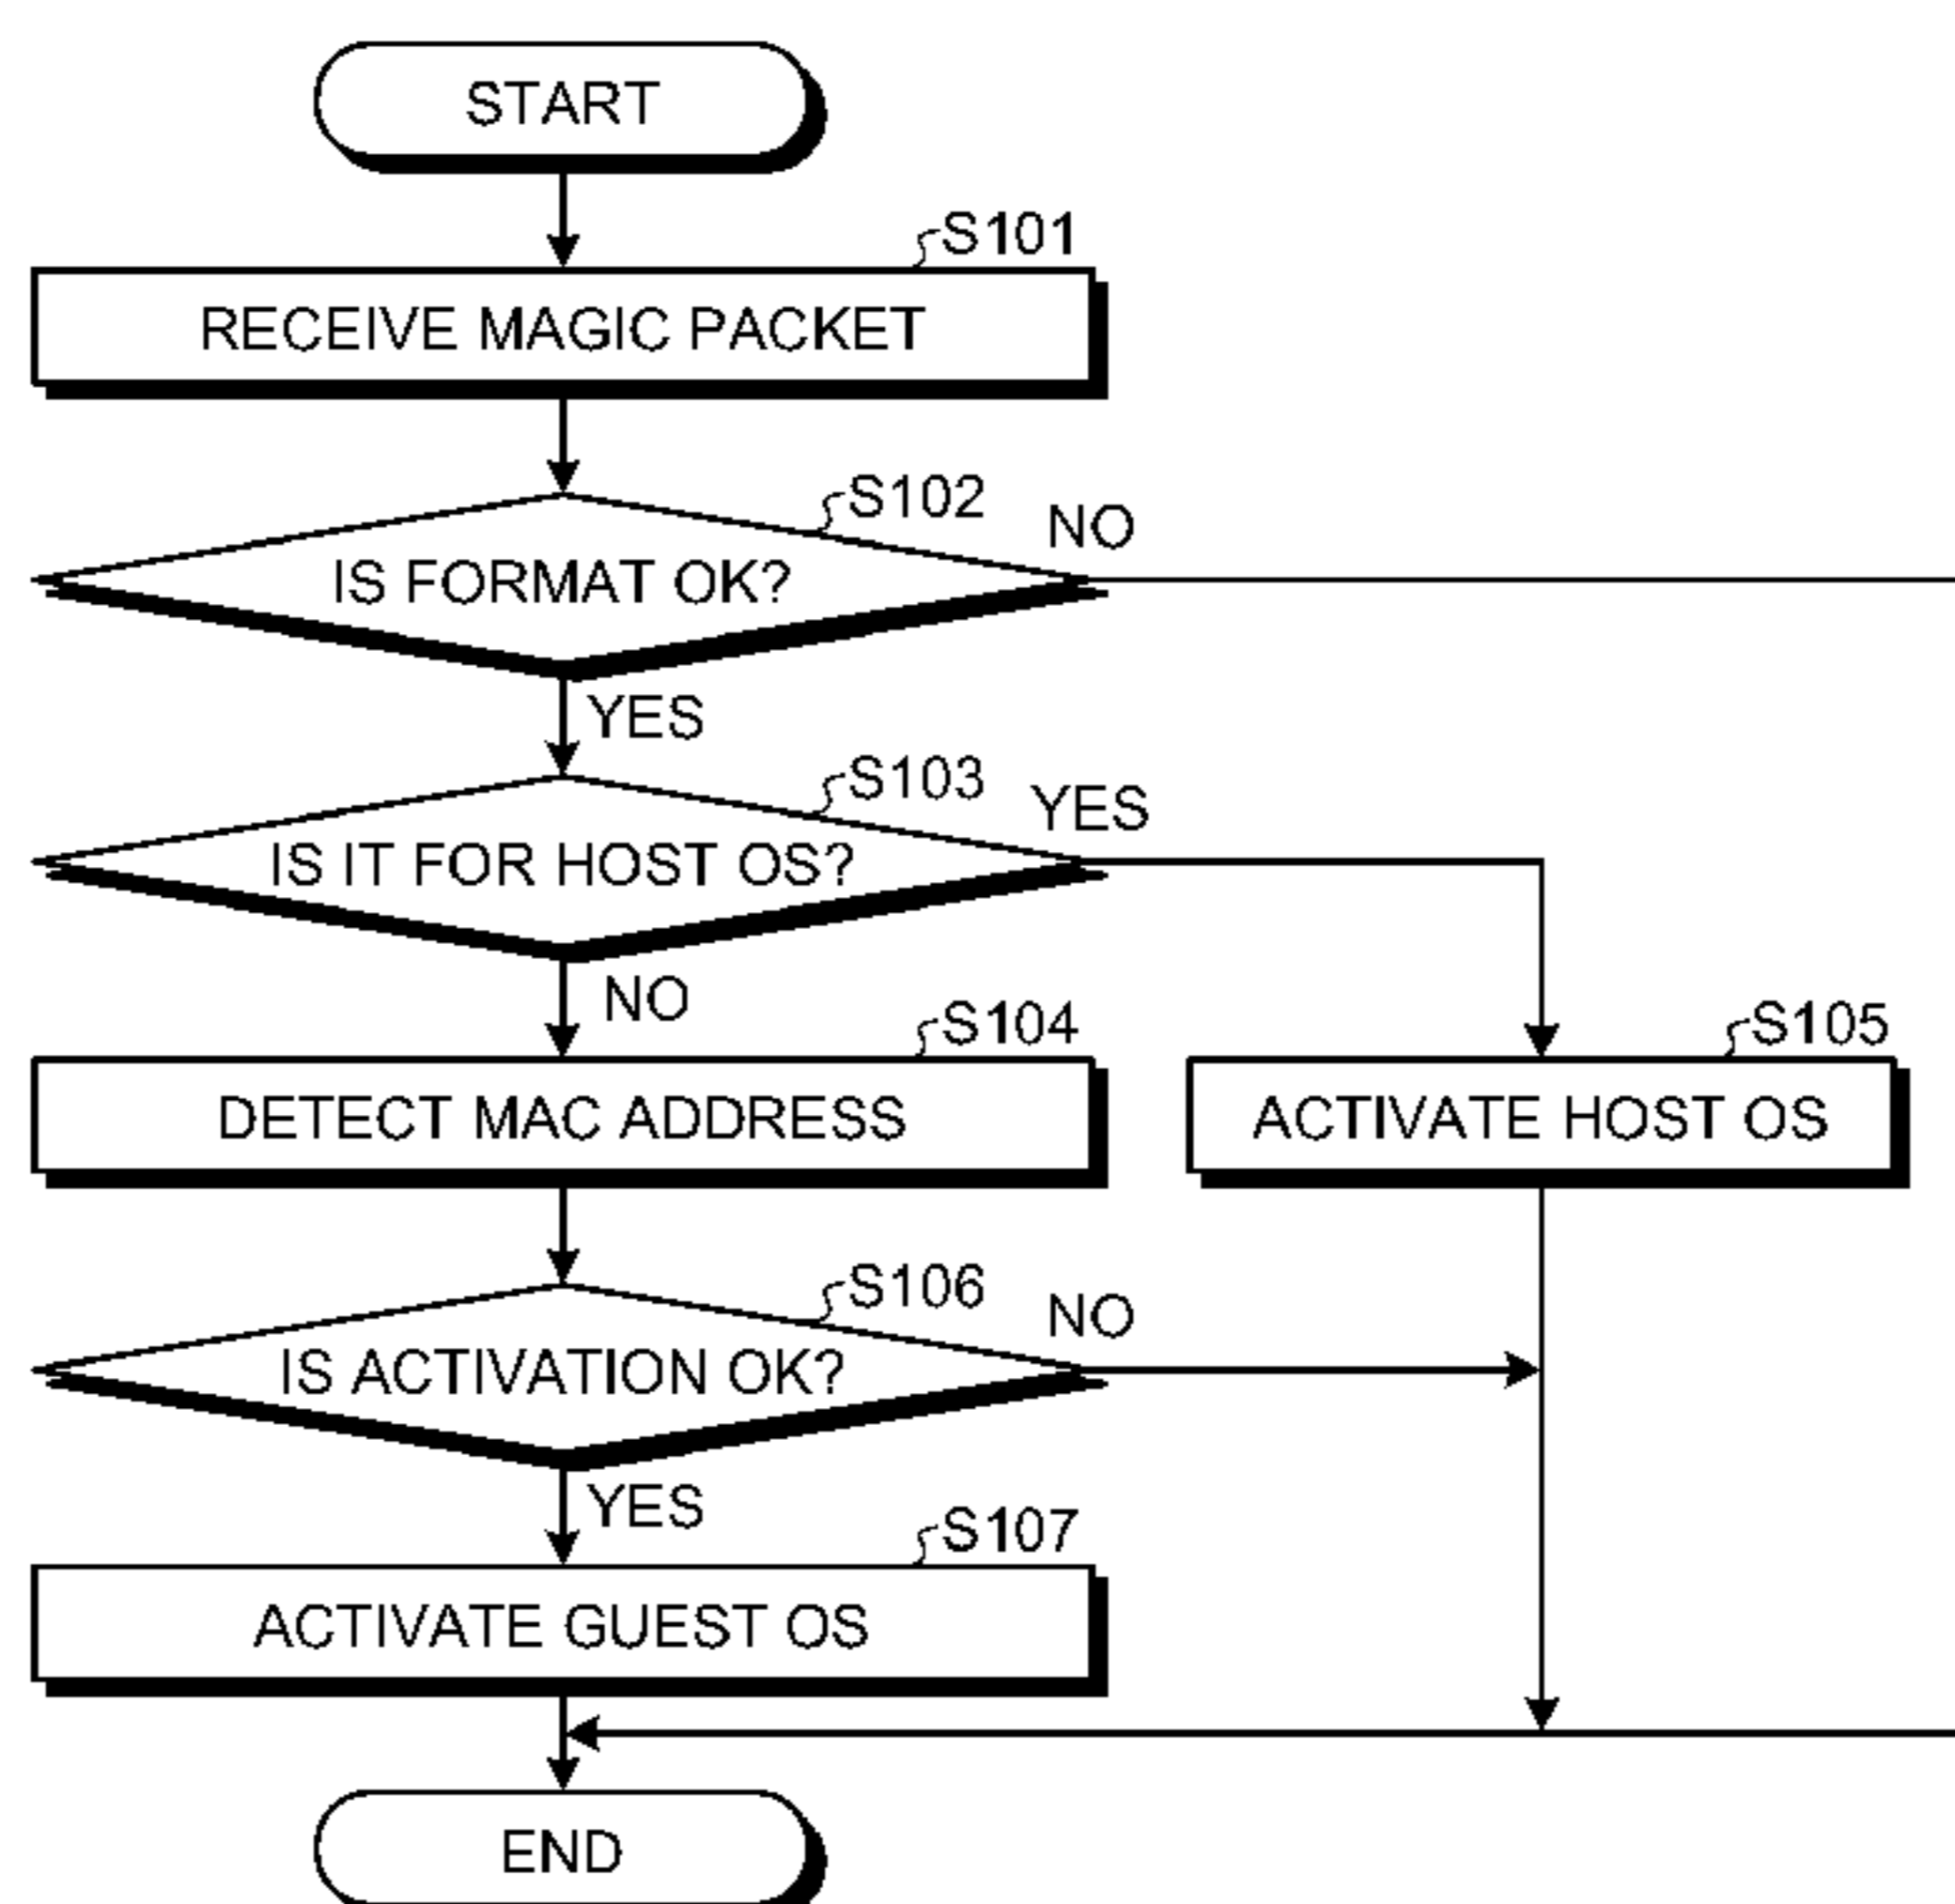 START
S101
RECEIVE MAGIC PACKET
S102
NO
IS FORMAT OK?
YES
S103
YES
IS IT FOR HOST OS?
NO
S104
S105
DETECT MAC ADDRESS
ACTIVATE HOST OS
S106
NO
IS ACTIVATION OK?
YES
S107
ACTIVATE GUEST OS
END